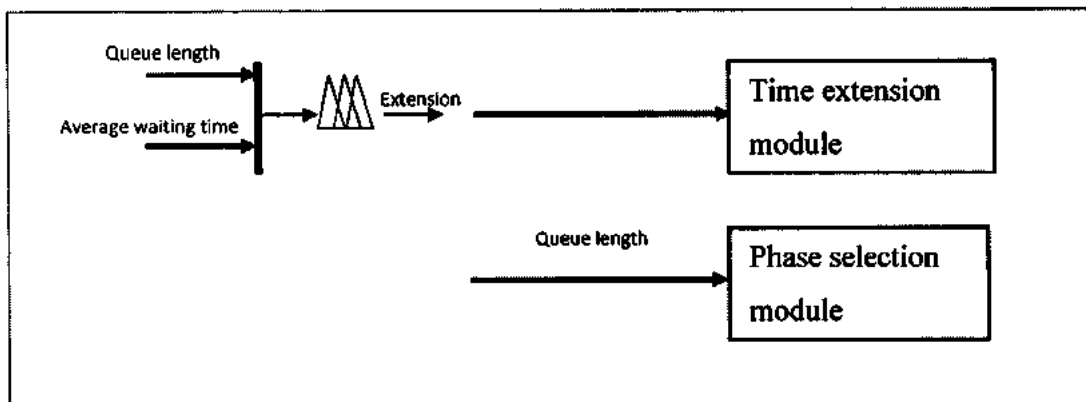 Queue length
Average waiting time
Extension
Time extension
module
Queue length
Phase selection
module